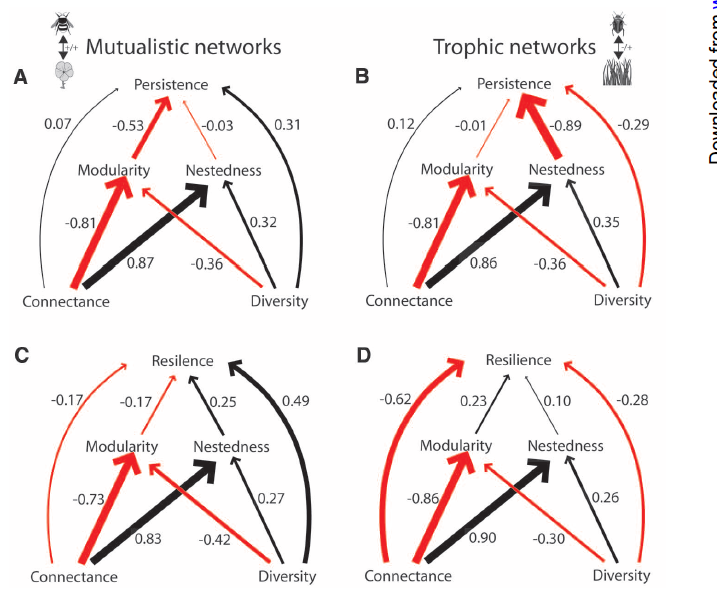 Mutualistic networks
+/+
A
Persistence
0.07
-0.53
-0.03
0.31
Modularity
Nestedness
-0.81
0.87
-0.36
0.32
Connectance
Diversity
Trophic networks
-/+
B
Persistence
0.12
-0.01
-0.89
-0.29
Modularity
Nestedness
-0.81
0.86
-0.36
0.35
Connectance
Diversity
C
Resilence
-0.17
-0.17
0.25
0.49
Modularity
Nestedness
-0.73
0.83
-0.42
0.27
Connectance
Diversity
D
Resilience
-0.62
0.23
0.10
-0.28
Modularity
Nestedness
-0.86
0.90
-0.30
0.26
Connectance
Diversity
Downloaded from